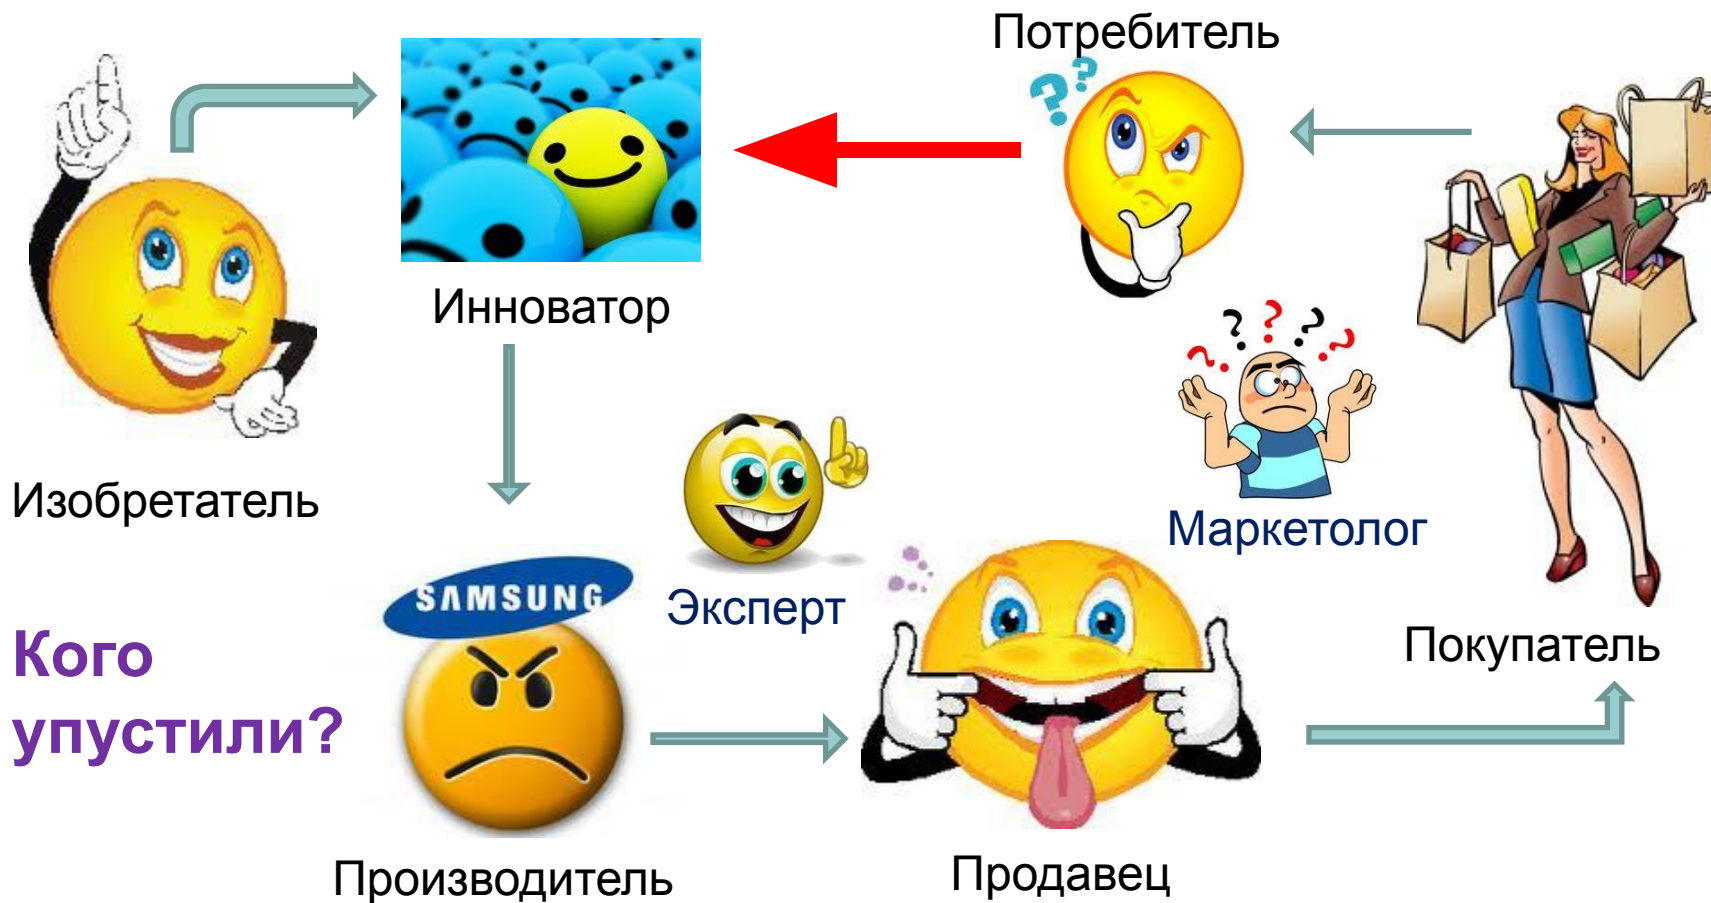 Потребитель
Инноватор
Изобретатель
Маркетолог
SAMSUNG
Эксперт
Кого
упустили?
Покупатель
Производитель
Продавец